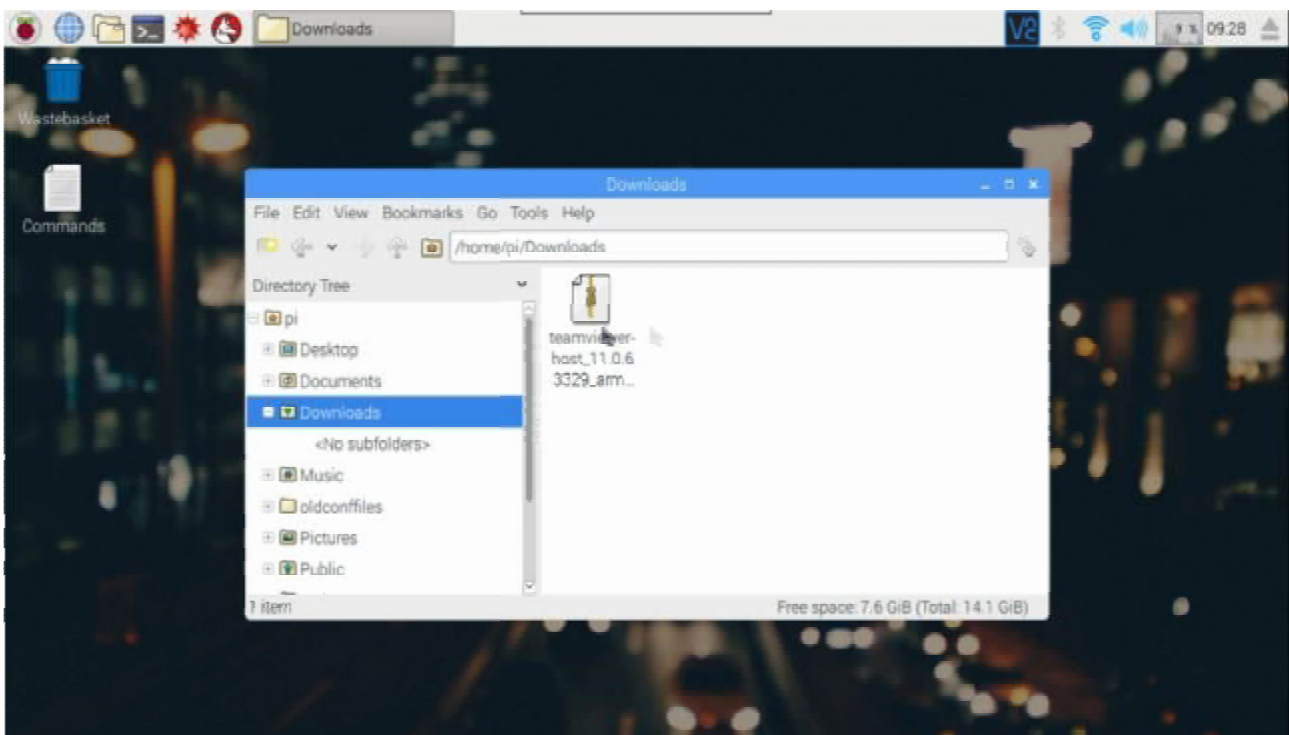 Downloads
V2
09:28
Wastebasket
Commands
Downloads
File Edit View Bookmarks Go Tools Help
/home/pi/Downloads
Directory Tree
pi
Desktop
Documents
Downloads
<No subfolders>
Music
oldconffiles
Pictures
Public
teamviewer-
host_11.0.6
3329_arm...
1 item
Free space: 7.6 GiB (Total: 14.1 GiB)